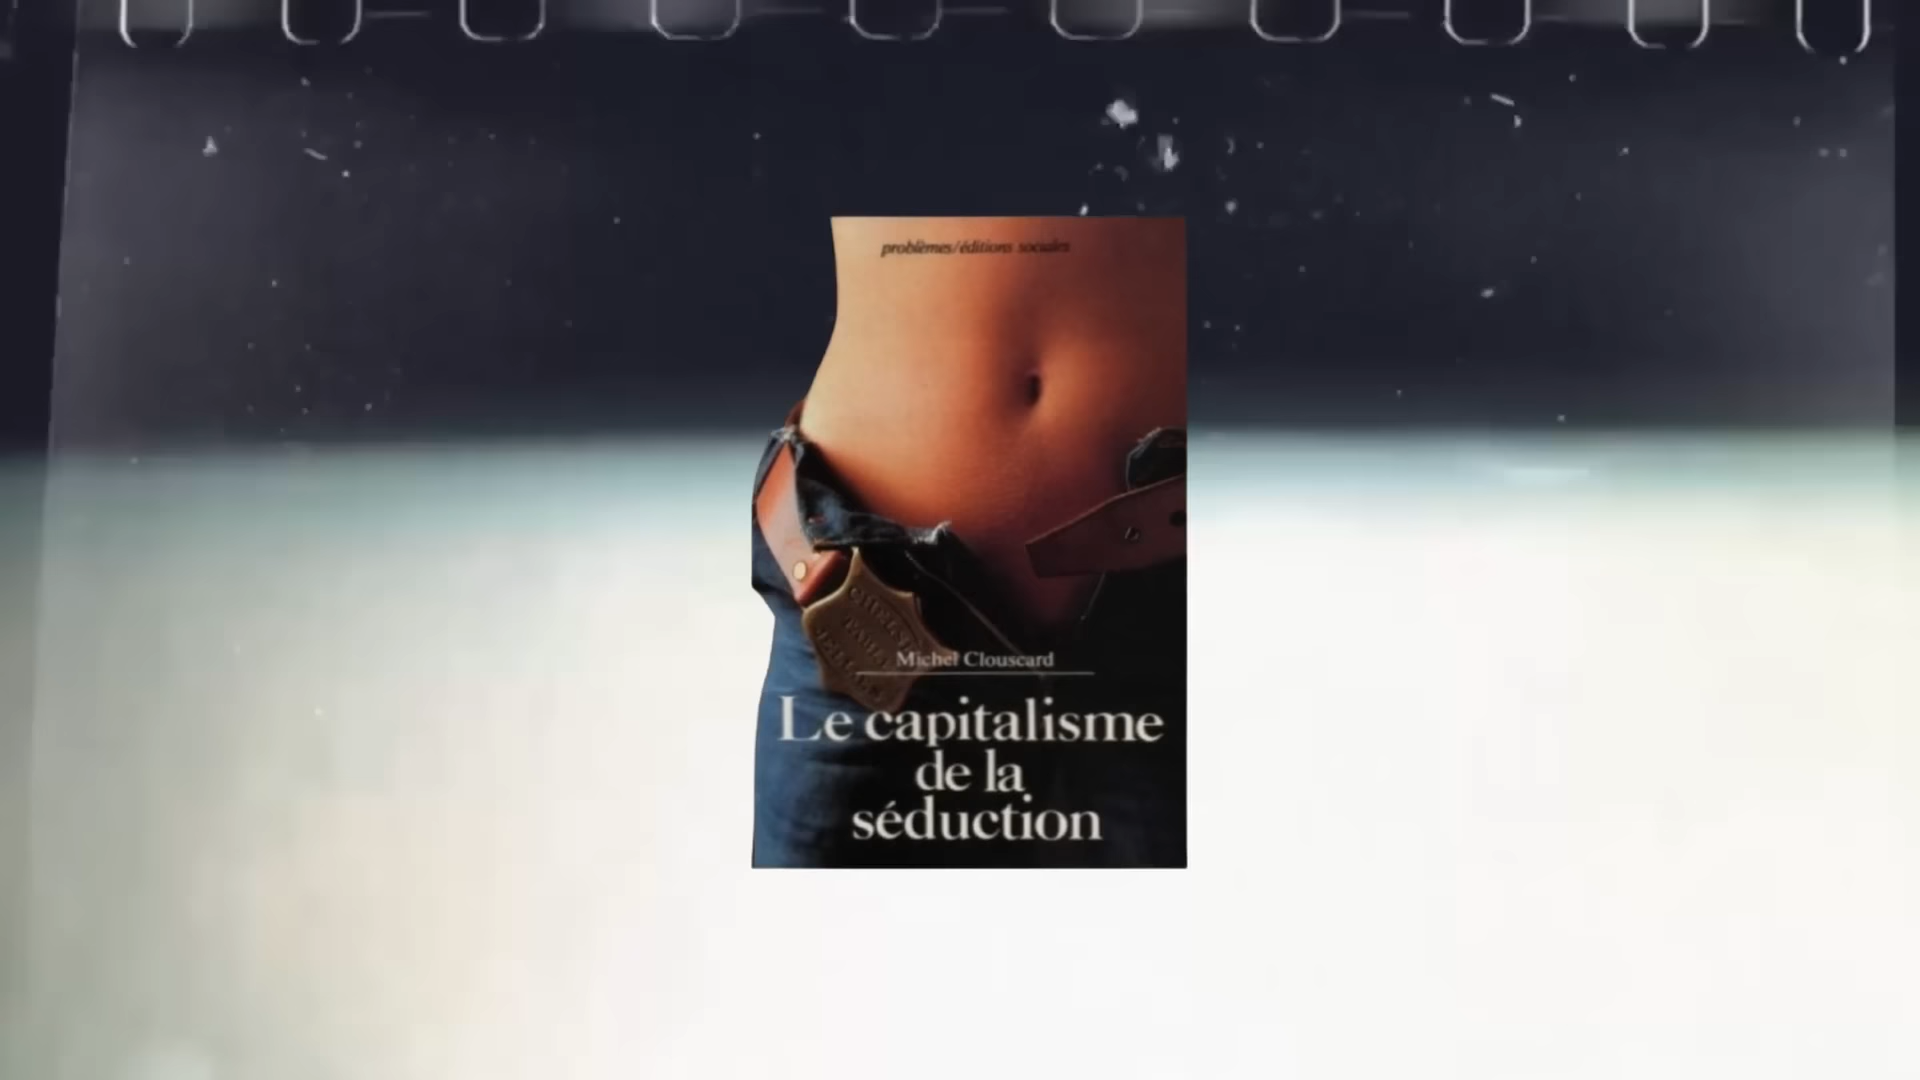 problèmes/éditions sociales
Michel Clouscard
Le capitalisme
de la
séduction